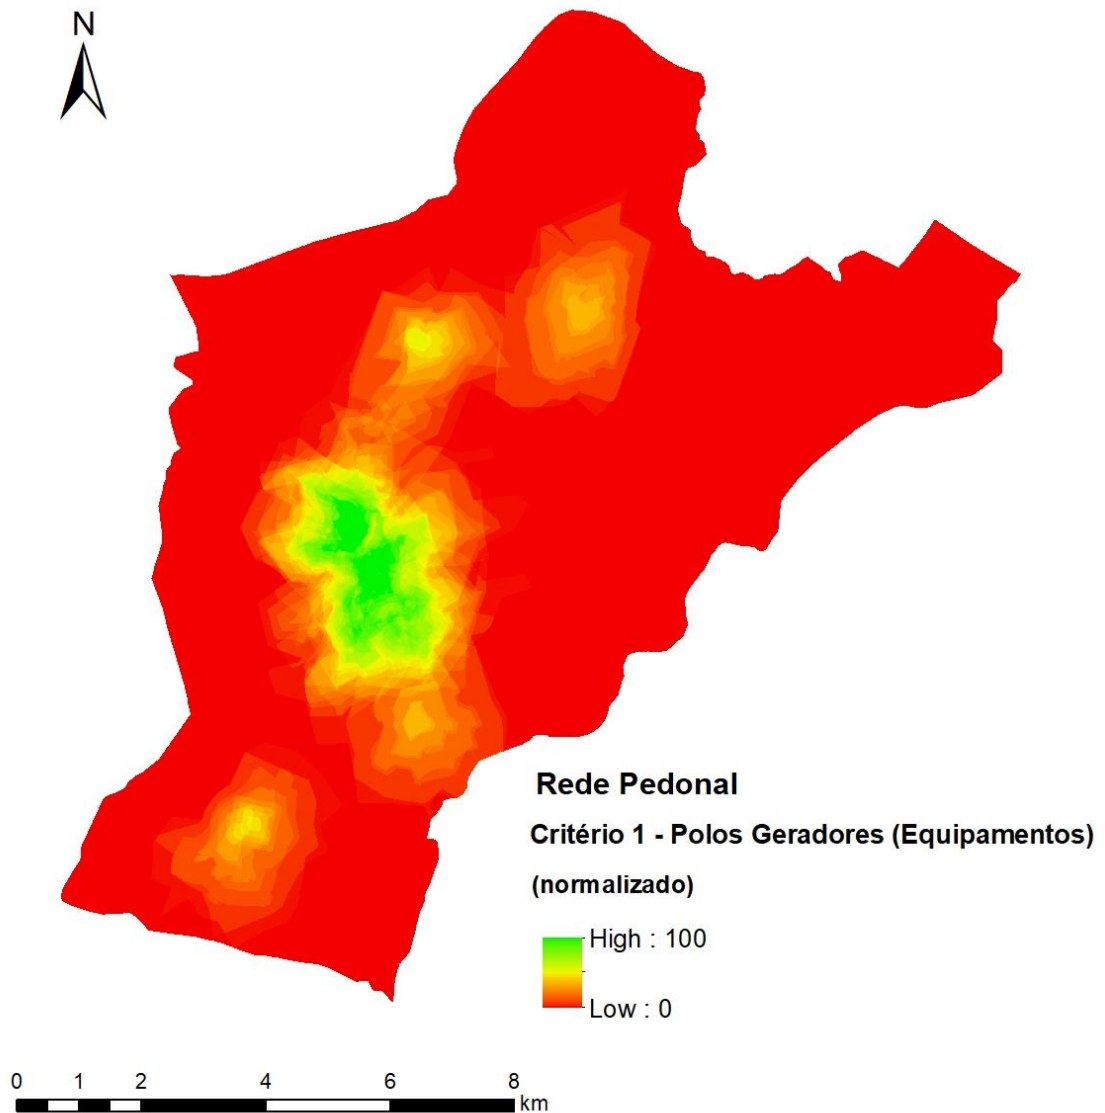 N
Rede Pedonal
Critério 1 - Polos Geradores (Equipamentos)
(normalizado)
High : 100
Low : 0
0 1 2 4 6 8
km